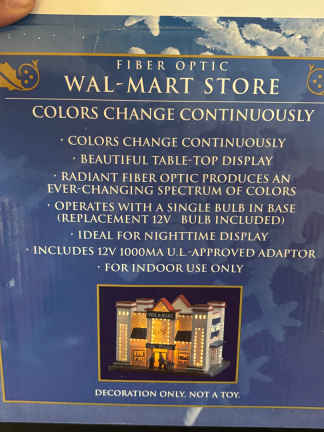 FIBER OPTIC
WAL-MART STORE
COLORS CHANGE CONTINUOUSLY
· COLORS CHANGE CONTINUOUSLY
· BEAUTIFUL TABLE-TOP DISPLAY
· RADIANT FIBER OPTIC PRODUCES AN
EVER-CHANGING SPECTRUM OF COLORS
· OPERATES WITH A SINGLE BULB IN BASE
(REPLACEMENT 12V BULB INCLUDED)
· IDEAL FOR NIGHTTIME DISPLAY
· INCLUDES 12V 1000MA U.L.-APPROVED ADAPTOR
· FOR INDOOR USE ONLY
WAL★MART
DECORATION ONLY, NOT A TOY.